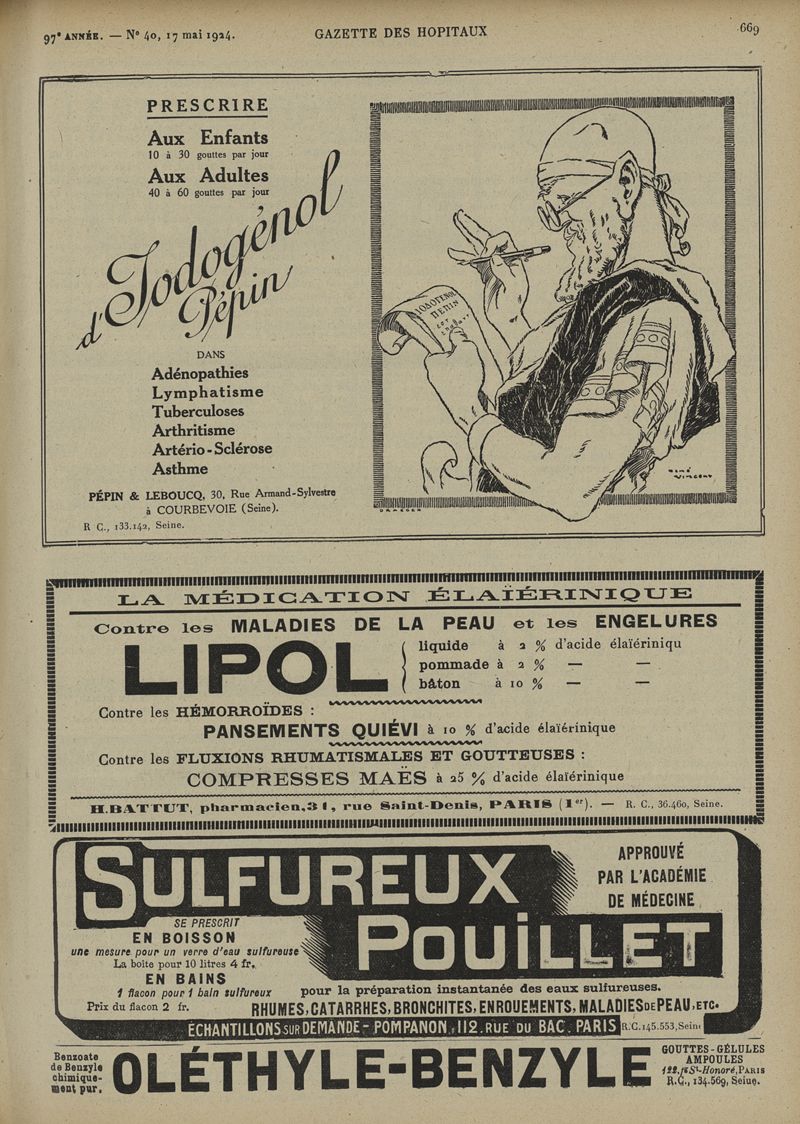 97e ANNÉE. — N° 40, 17 mai 1924.
GAZETTE DES HOPITAUX
669
PRESCRIRE
Aux Enfants
10 à 30 gouttes par jour
Aux Adultes
40 à 60 gouttes par jour
d'Iodogénol
Pépin
DANS
Adénopathies
Lymphatisme
Tuberculoses
Arthritisme
Artério-Sclérose
Asthme
PÉPIN & LEBOUCQ, 30, Rue Armand-Sylvestre
à COURBEVOIE (Seine).
R C., 133.142, Seine.
IODOGENOL
PEPIN
RENÉ
VINCENT
DRAEGER
LA MÉDICATION ÉLAÏÉRINIQUE
Contre les MALADIES DE LA PEAU et les ENGELURES
LIPOL
liquide à 2 % d'acide élaïériniqu
pommade à 2 % — —
bâton à 10 % — —
Contre les HÉMORROÏDES :
PANSEMENTS QUIÉVI à 10 % d'acide élaïérinique
Contre les FLUXIONS RHUMATISMALES ET GOUTTEUSES :
COMPRESSES MAËS à 25 % d'acide élaïérinique
H.BATTUT, pharmacien,31, rue Saint-Denis, PARIS (1er). — R. C., 36.460, Seine.
SULFUREUX
POUILLET
APPROUVÉ
PAR L'ACADÉMIE
DE MÉDECINE
SE PRESCRIT
EN BOISSON
une mesure pour un verre d'eau sulfureuse
La boîte pour 10 litres 4 fr.
EN BAINS
1 flacon pour 1 bain sulfureux
Prix du flacon 2 fr.
pour la préparation instantanée des eaux sulfureuses.
RHUMES, CATARRHES, BRONCHITES, ENROUEMENTS, MALADIES DE PEAU, ETC.
ÉCHANTILLONS SUR DEMANDE - POMPANON, 112. RUE DU BAC. PARIS R.C.145.553,Seine
Benzoate
de Benzyle
chimique-
ment pur.
OLÉTHYLE-BENZYLE
GOUTTES - GÉLULES
AMPOULES
122, fg St-Honoré, PARIS
R.C., 134.569, Seine.